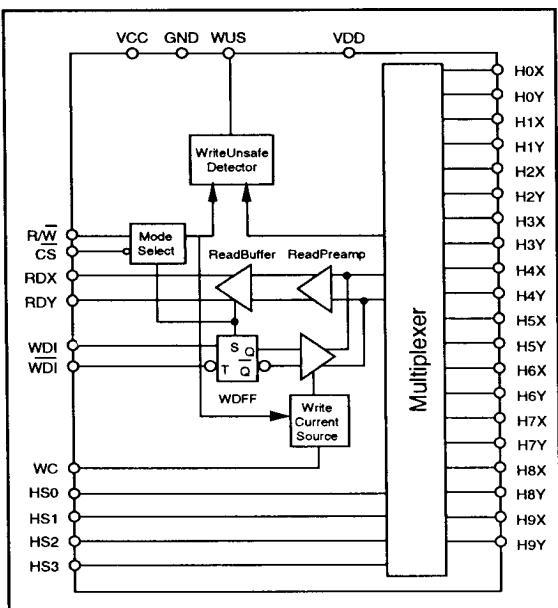 VCC GND WUS VDD
WriteUnsafe
Detector
R/W̅
C̅S̅
RDX
RDY
WDI
W̅D̅I̅
WC
HS0
HS1
HS2
HS3
Mode
Select
ReadBuffer ReadPreamp
S Q
T Q̅
WDFF
Write
Current
Source
Multiplexer
H0X
H0Y
H1X
H1Y
H2X
H2Y
H3X
H3Y
H4X
H4Y
H5X
H5Y
H6X
H6Y
H7X
H7Y
H8X
H8Y
H9X
H9Y